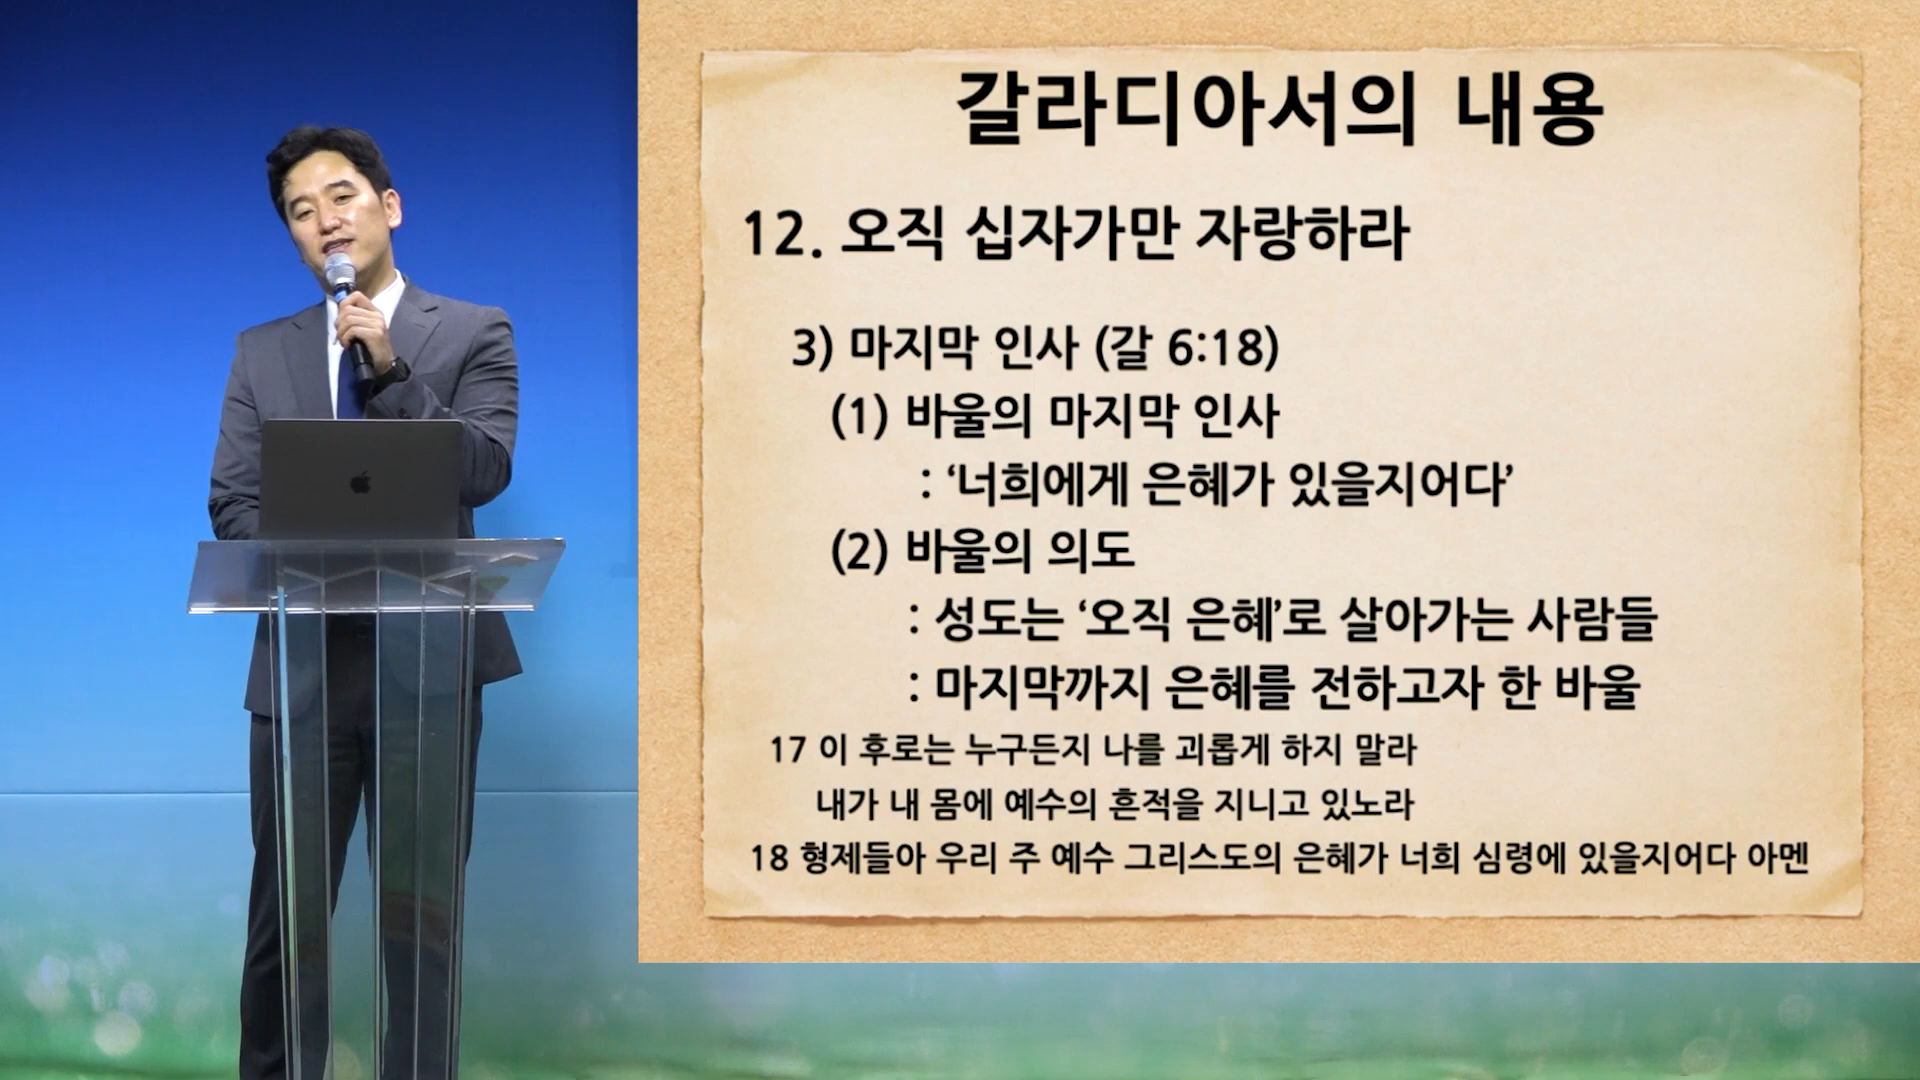 갈라디아서의 내용
12. 오직 십자가만 자랑하라
3) 마지막 인사 (갈 6:18)
(1) 바울의 마지막 인사
: ‘너희에게 은혜가 있을지어다’
(2) 바울의 의도
: 성도는 ‘오직 은혜’로 살아가는 사람들
: 마지막까지 은혜를 전하고자 한 바울
17 이 후로는 누구든지 나를 괴롭게 하지 말라
내가 내 몸에 예수의 흔적을 지니고 있노라
18 형제들아 우리 주 예수 그리스도의 은혜가 너희 심령에 있을지어다 아멘